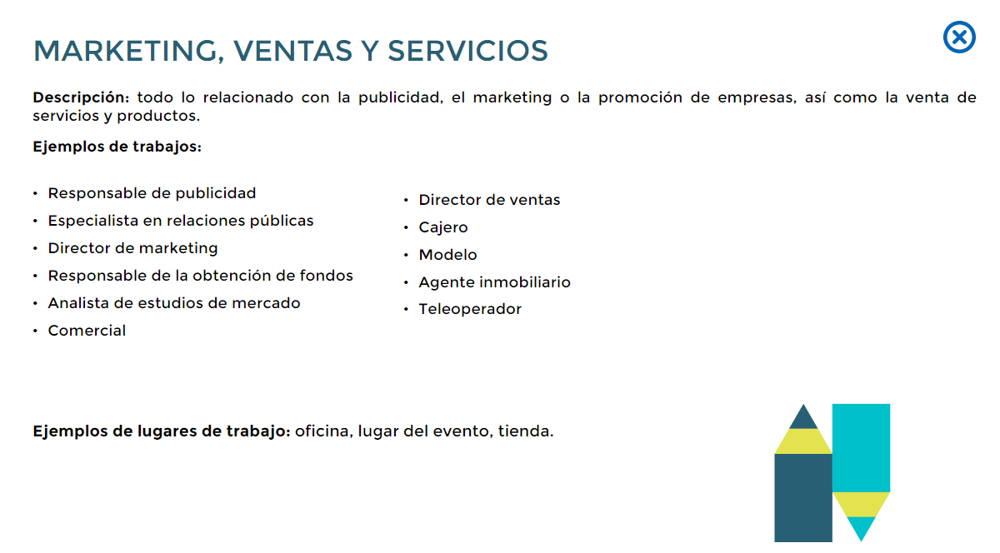 MARKETING, VENTAS Y SERVICIOS
Descripción: todo lo relacionado con la publicidad, el marketing o la promoción de empresas, así como la venta de
servicios y productos.
Ejemplos de trabajos:
• Responsable de publicidad
• Especialista en relaciones públicas
• Director de marketing
• Responsable de la obtención de fondos
• Analista de estudios de mercado
• Comercial
• Director de ventas
• Cajero
• Modelo
• Agente inmobiliario
• Teleoperador
Ejemplos de lugares de trabajo: oficina, lugar del evento, tienda.